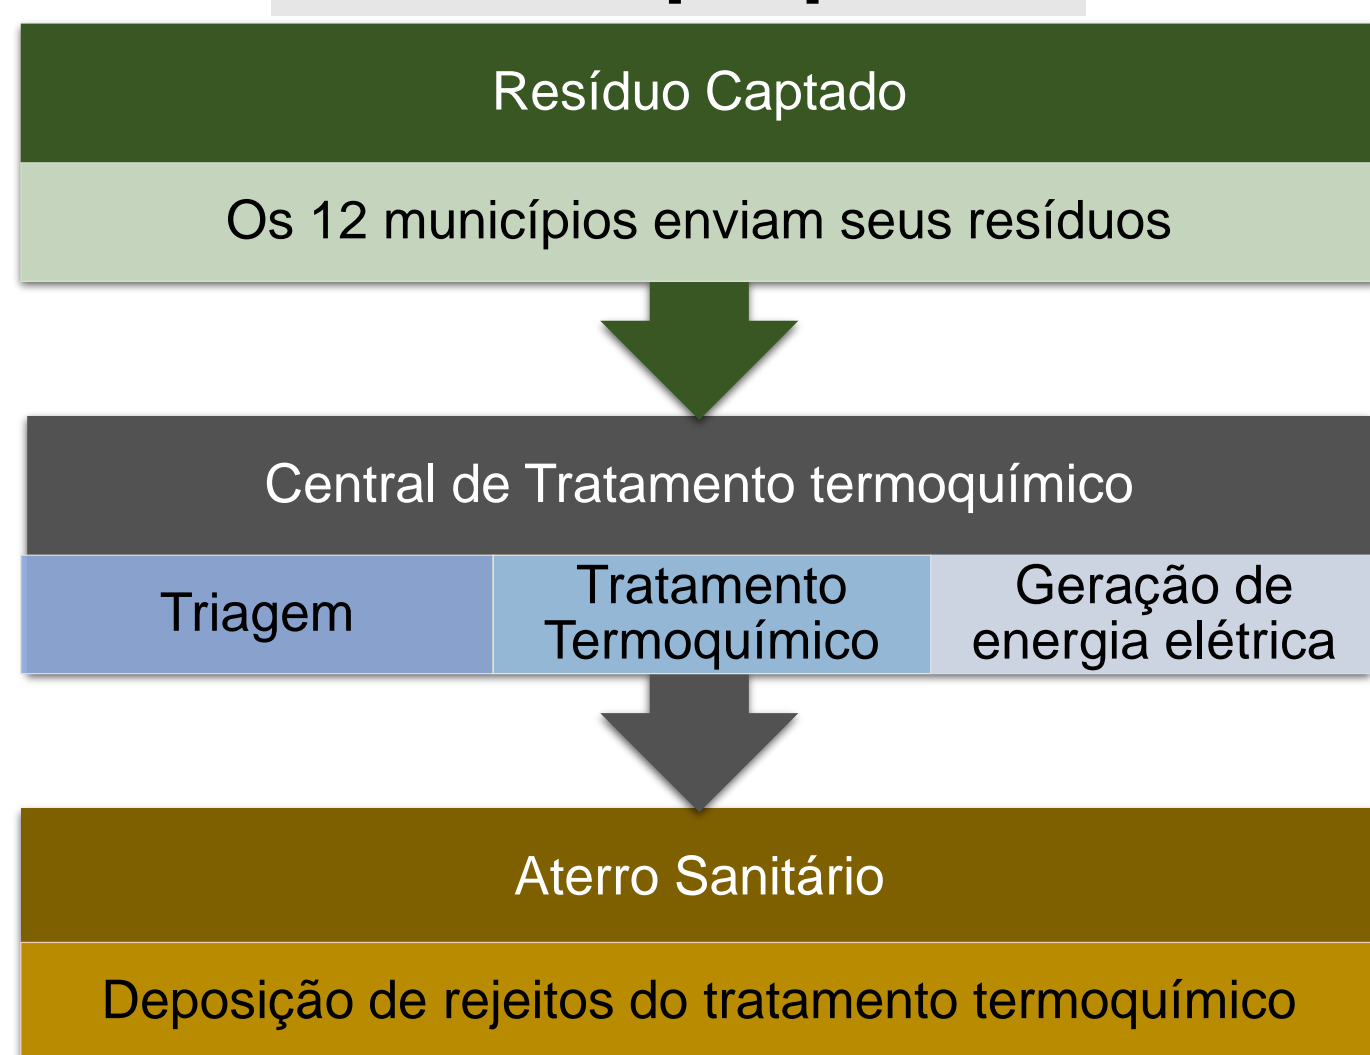 Resíduo Captado
Os 12 municípios enviam seus resíduos
Central de Tratamento termoquímico
Triagem
Tratamento
Termoquímico
Geração de
energia elétrica
Aterro Sanitário
Deposição de rejeitos do tratamento termoquímico